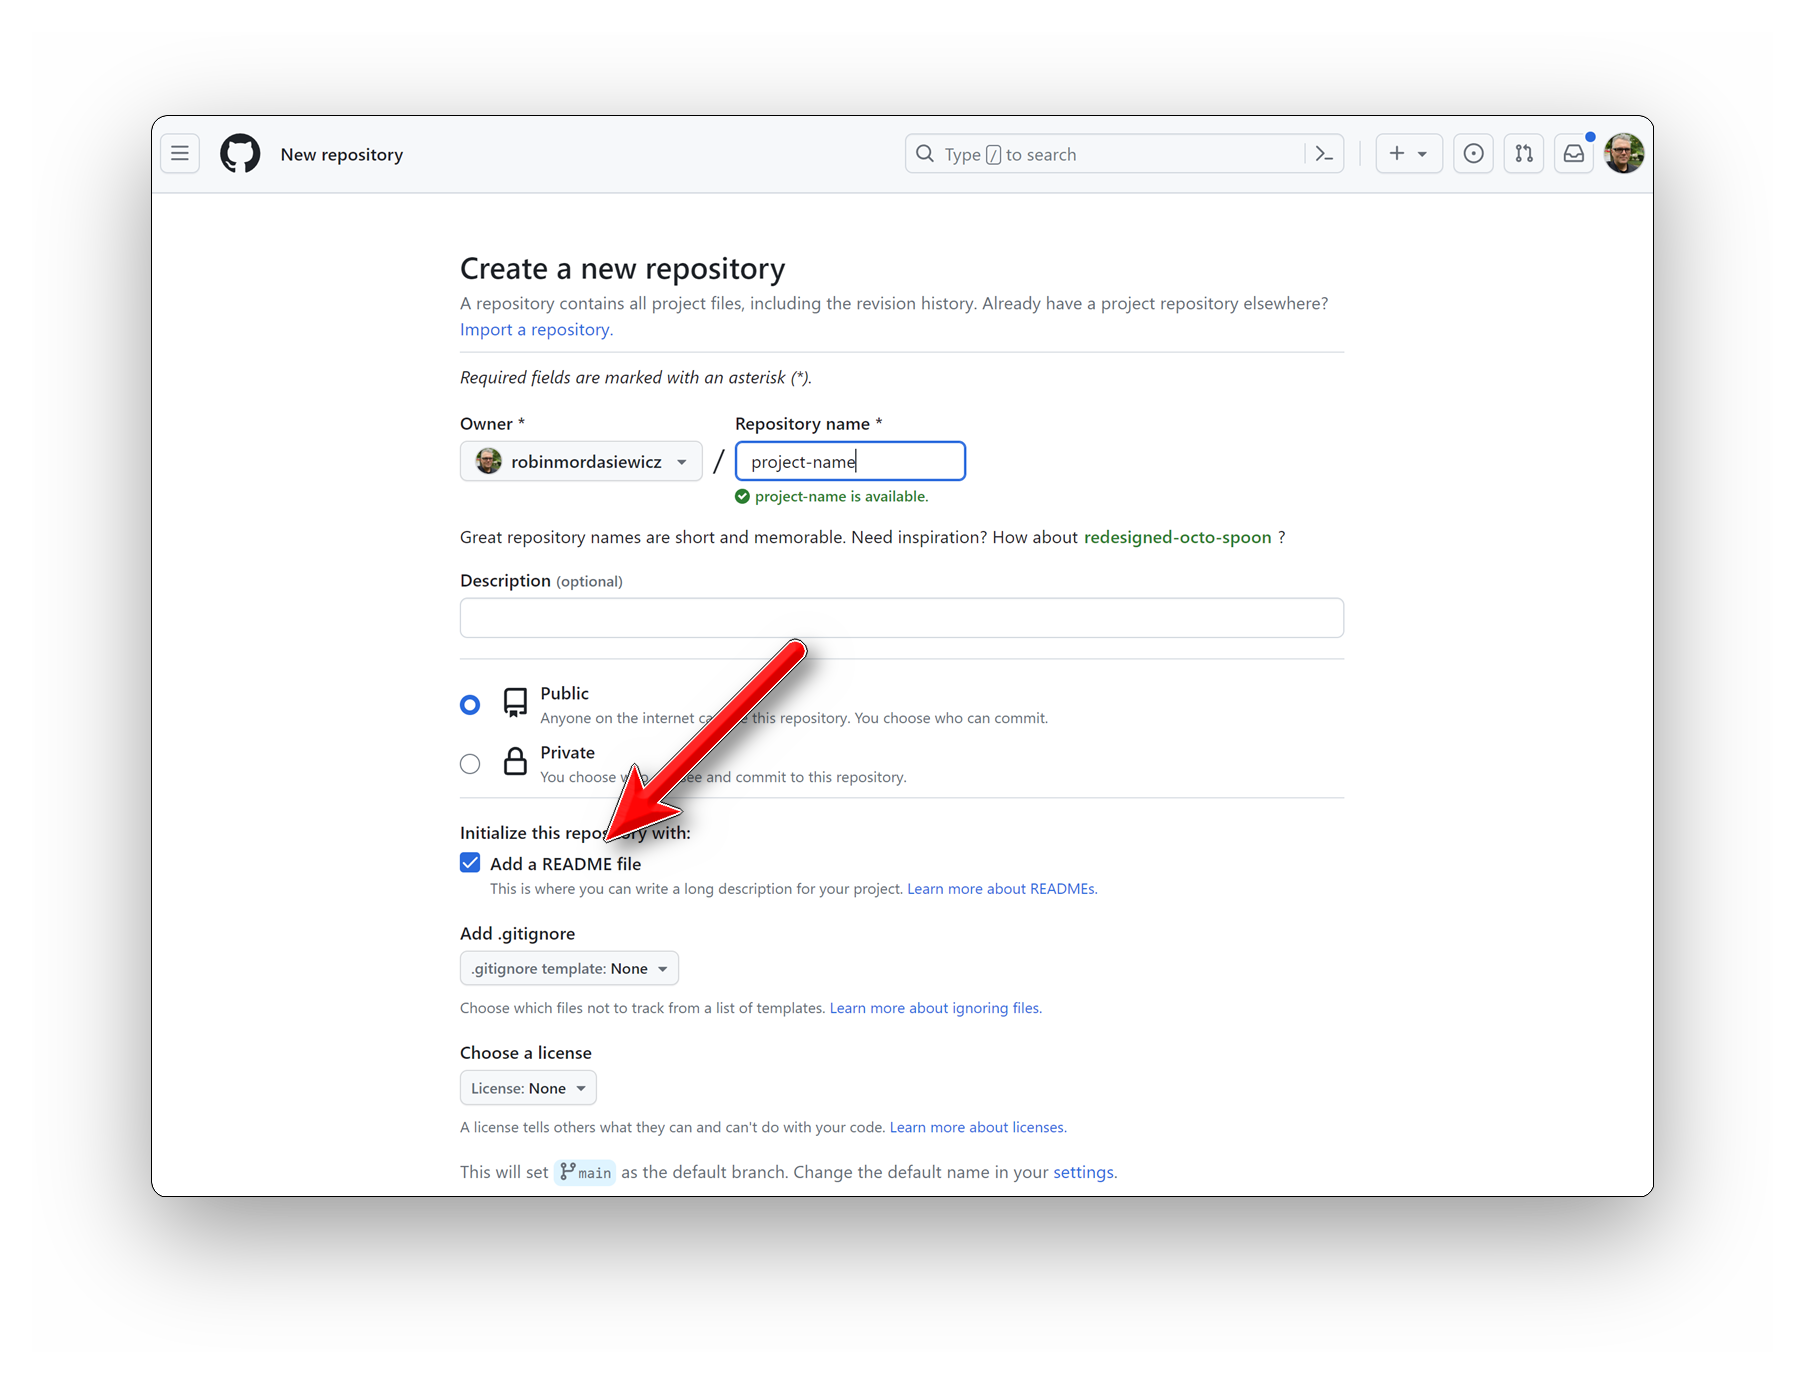 New repository
Type / to search
Create a new repository
A repository contains all project files, including the revision history. Already have a project repository elsewhere?
Import a repository.
Required fields are marked with an asterisk (*).
Owner *
Repository name *
robinmordasiewicz
/
project-name
project-name is available.
Great repository names are short and memorable. Need inspiration? How about redesigned-octo-spoon ?
Description (optional)
Public
Anyone on the internet this repository. You choose who can commit.
Private
You choose and commit to this repository.
Initialize this repository with:
Add a README file
This is where you can write a long description for your project. Learn more about READMEs.
Add .gitignore
.gitignore template: None
Choose which files not to track from a list of templates. Learn more about ignoring files.
Choose a license
License: None
A license tells others what they can and can't do with your code. Learn more about licenses.
This will set main as the default branch. Change the default name in your settings.